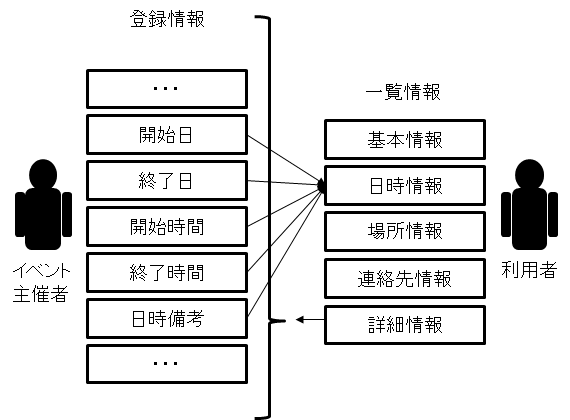 登録情報
・・・
開始日
終了日
開始時間
終了時間
日時備考
・・・
イベント
主催者
一覧情報
基本情報
日時情報
場所情報
連絡先情報
詳細情報
利用者